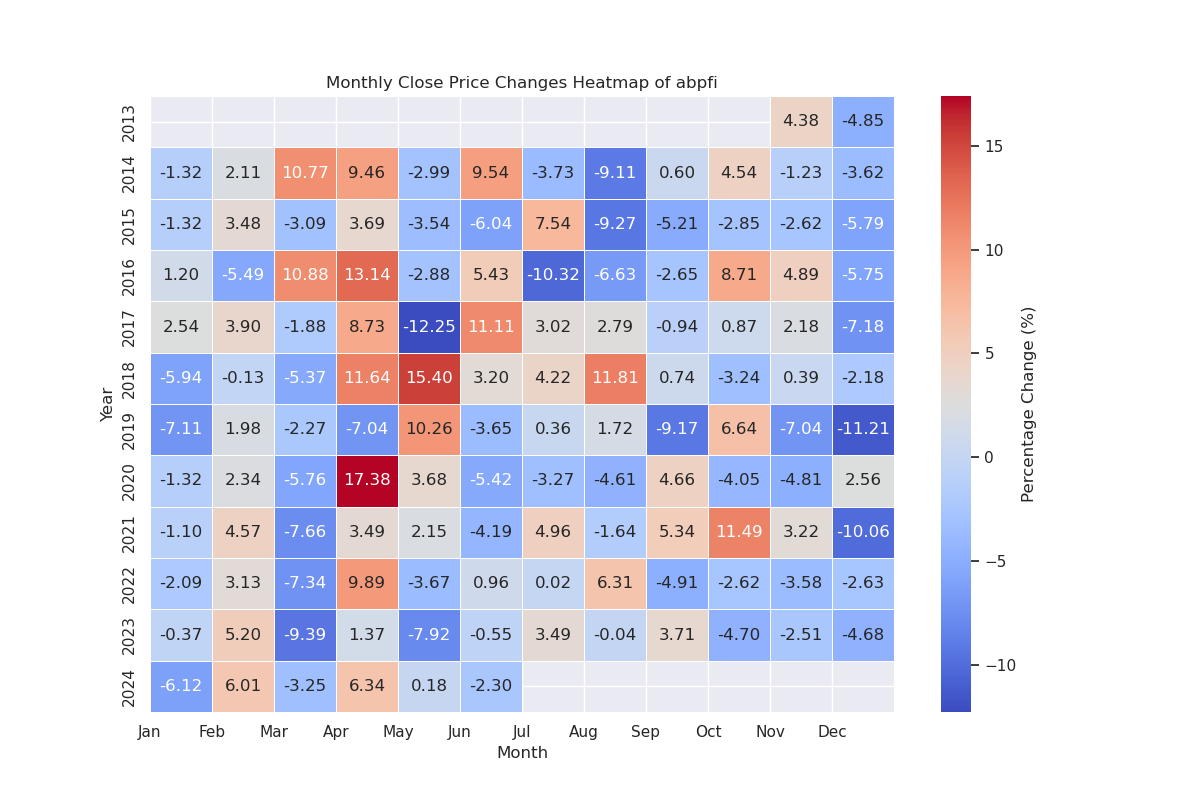 Monthly Close Price Changes Heatmap of abpfi
2013 4.38 -4.85
2014 -1.32 2.11 10.77 9.46 -2.99 9.54 -3.73 -9.11 0.60 4.54 -1.23 -3.62
2015 -1.32 3.48 -3.09 3.69 -3.54 -6.04 7.54 -9.27 -5.21 -2.85 -2.62 -5.79
2016 1.20 -5.49 10.88 13.14 -2.88 5.43 -10.32 -6.63 -2.65 8.71 4.89 -5.75
2017 2.54 3.90 -1.88 8.73 -12.25 11.11 3.02 2.79 -0.94 0.87 2.18 -7.18
2018 -5.94 -0.13 -5.37 11.64 15.40 3.20 4.22 11.81 0.74 -3.24 0.39 -2.18
2019 -7.11 1.98 -2.27 -7.04 10.26 -3.65 0.36 1.72 -9.17 6.64 -7.04 -11.21
2020 -1.32 2.34 -5.76 17.38 3.68 -5.42 -3.27 -4.61 4.66 -4.05 -4.81 2.56
2021 -1.10 4.57 -7.66 3.49 2.15 -4.19 4.96 -1.64 5.34 11.49 3.22 -10.06
2022 -2.09 3.13 -7.34 9.89 -3.67 0.96 0.02 6.31 -4.91 -2.62 -3.58 -2.63
2023 -0.37 5.20 -9.39 1.37 -7.92 -0.55 3.49 -0.04 3.71 -4.70 -2.51 -4.68
2024 -6.12 6.01 -3.25 6.34 0.18 -2.30
Jan Feb Mar Apr May Jun Jul Aug Sep Oct Nov Dec
Month
Year
15
10
5
0
−5
−10
Percentage Change (%)